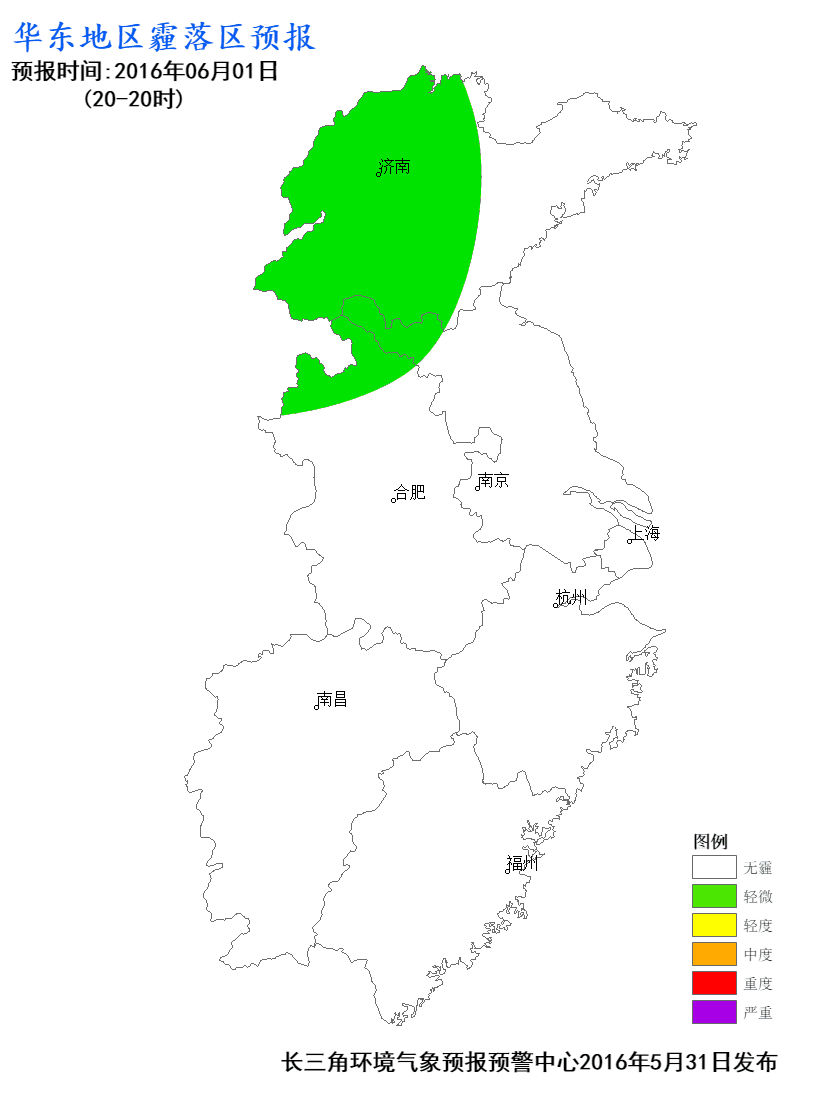 华东地区霾落区预报
预报时间:2016年06月01日
(20-20时)
济南
合肥
南京
上海
杭州
南昌
福州
图例
无霾
轻微
轻度
中度
重度
严重
长三角环境气象预报预警中心2016年5月31日发布